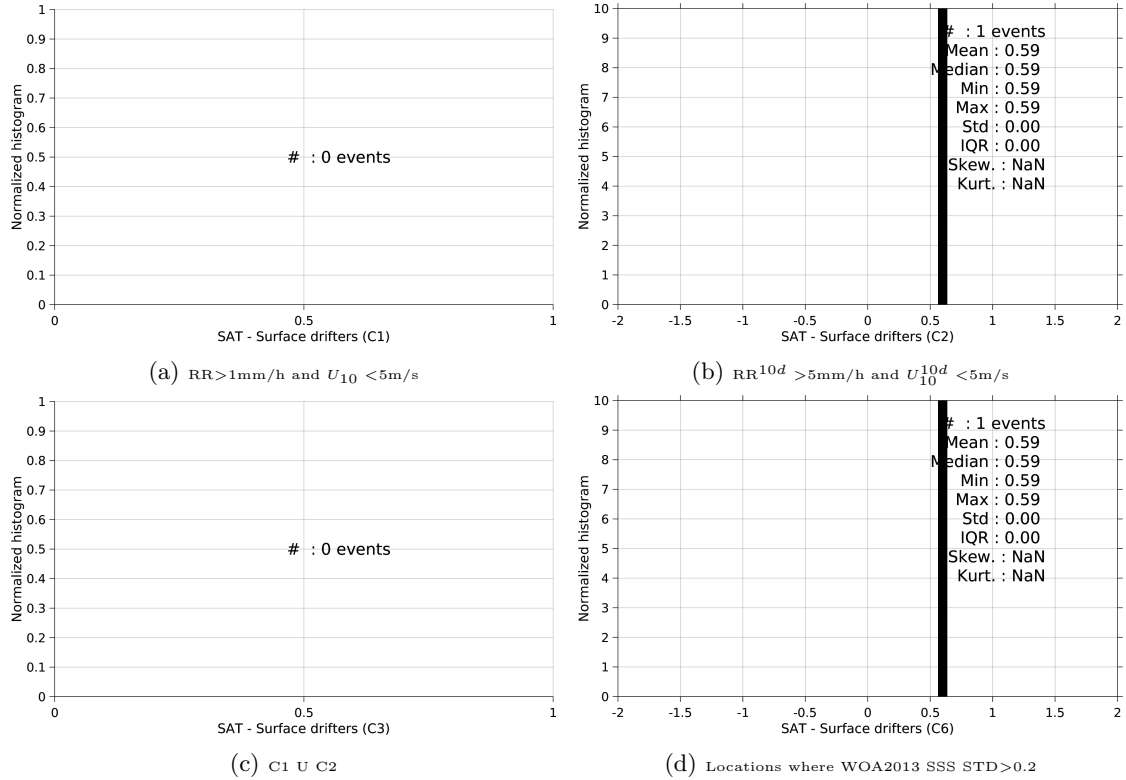 1
0.9
0.8
0.7
0.6
0.5
0.4
0.3
0.2
0.1
0
Normalized histogram
# : 0 events
0 0.5 1
SAT - Surface drifters (C1)
(a) RR>1mm/h and U10 <5m/s
10
9
8
7
6
5
4
3
2
1
0
Normalized histogram
# : 1 events
Mean : 0.59
Median : 0.59
Min : 0.59
Max : 0.59
Std : 0.00
IQR : 0.00
Skew. : NaN
Kurt. : NaN
-2 -1.5 -1 -0.5 0 0.5 1 1.5 2
SAT - Surface drifters (C2)
(b) RR10d >5mm/h and U10d10 <5m/s
1
0.9
0.8
0.7
0.6
0.5
0.4
0.3
0.2
0.1
0
Normalized histogram
# : 0 events
0 0.5 1
SAT - Surface drifters (C3)
(c) C1 U C2
10
9
8
7
6
5
4
3
2
1
0
Normalized histogram
# : 1 events
Mean : 0.59
Median : 0.59
Min : 0.59
Max : 0.59
Std : 0.00
IQR : 0.00
Skew. : NaN
Kurt. : NaN
-2 -1.5 -1 -0.5 0 0.5 1 1.5 2
SAT - Surface drifters (C6)
(d) Locations where WOA2013 SSS STD>0.2